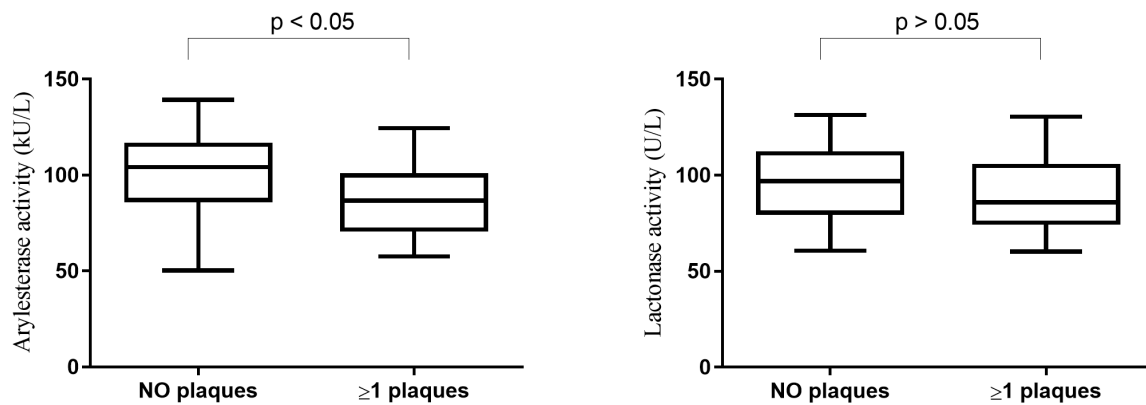 p < 0.05
Arylesterase activity (kU/L)
150
100
50
0
NO plaques
≥1 plaques
p > 0.05
Lactonase activity (U/L)
150
100
50
0
NO plaques
≥1 plaques